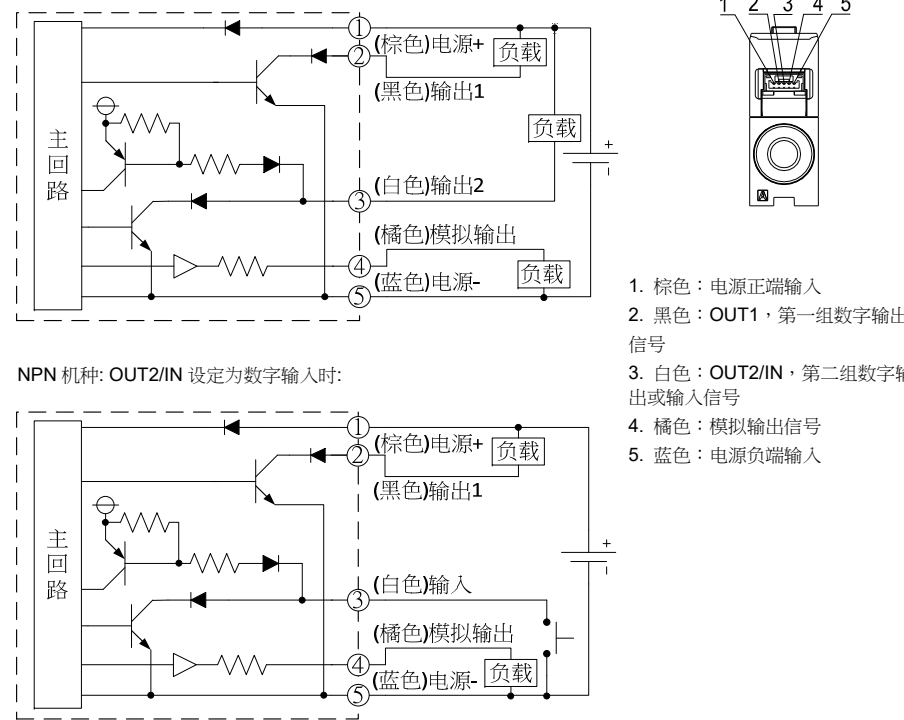 1 2 3 4 5
①
(棕色)电源+
负载
②
(黑色)输出1
负载
+
-
主回路
(白色)输出2
③
(橘色)模拟输出
④
(蓝色)电源-
负载
⑤
A
1. 棕色：电源正端输入
2. 黑色：OUT1，第一组数字输出
信号
3. 白色：OUT2/IN，第二组数字输
出或输入信号
4. 橘色：模拟输出信号
5. 蓝色：电源负端输入
NPN 机种: OUT2/IN 设定为数字输入时:
①
(棕色)电源+
负载
②
(黑色)输出1
+
-
主回路
(白色)输入
③
(橘色)模拟输出
④
(蓝色)电源-
负载
⑤